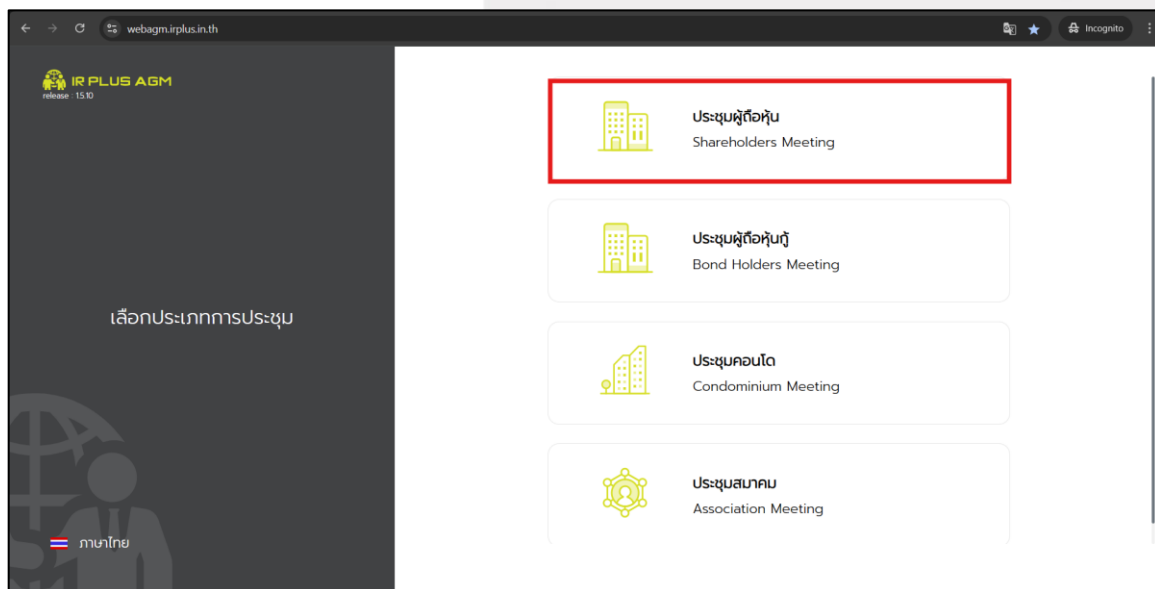 webagm.irplus.in.th
Incognito
IR PLUS AGM
release : 1.5.10
เลือกประเภทการประชุม
ภาษาไทย
ประชุมผู้ถือหุ้น
Shareholders Meeting
ประชุมผู้ถือหุ้นกู้
Bond Holders Meeting
ประชุมคอนโด
Condominium Meeting
ประชุมสมาคม
Association Meeting